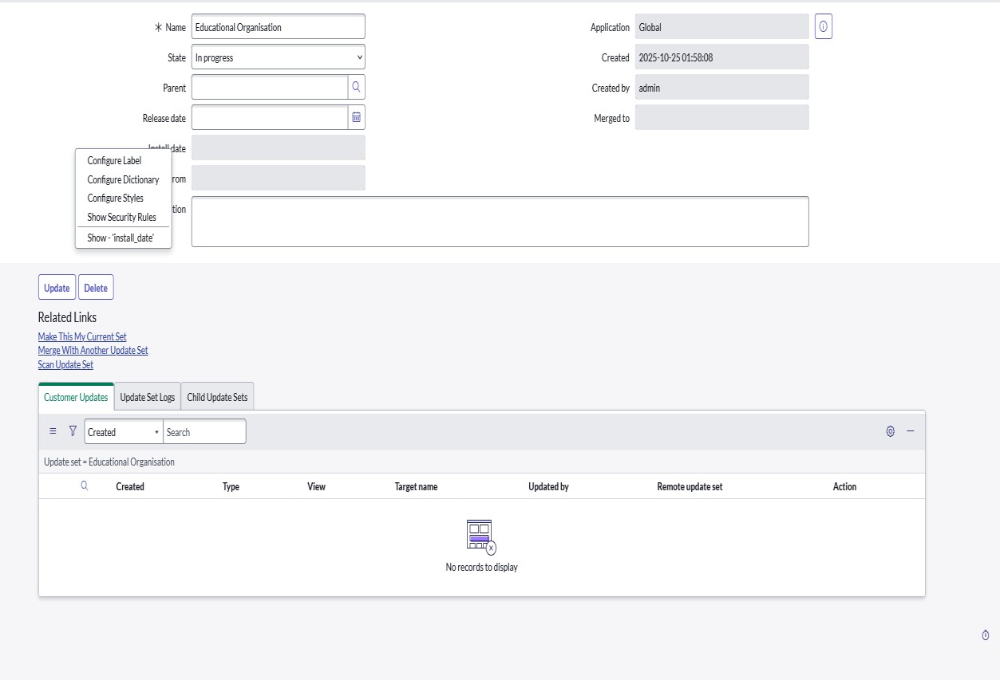 ✳ Name Educational Organisation
Application Global
State In progress
Created 2025-10-25 01:58:08
Parent
Created by admin
Release date
Merged to
Install date
Configure Label
Configure Dictionary
rom
Configure Styles
tion
Show Security Rules
Show - 'install_date'
Update Delete
Related Links
Make This My Current Set
Merge With Another Update Set
Scan Update Set
Customer Updates Update Set Logs Child Update Sets
Created Search
Update set = Educational Organisation
Created Type View Target name Updated by Remote update set Action
No records to display